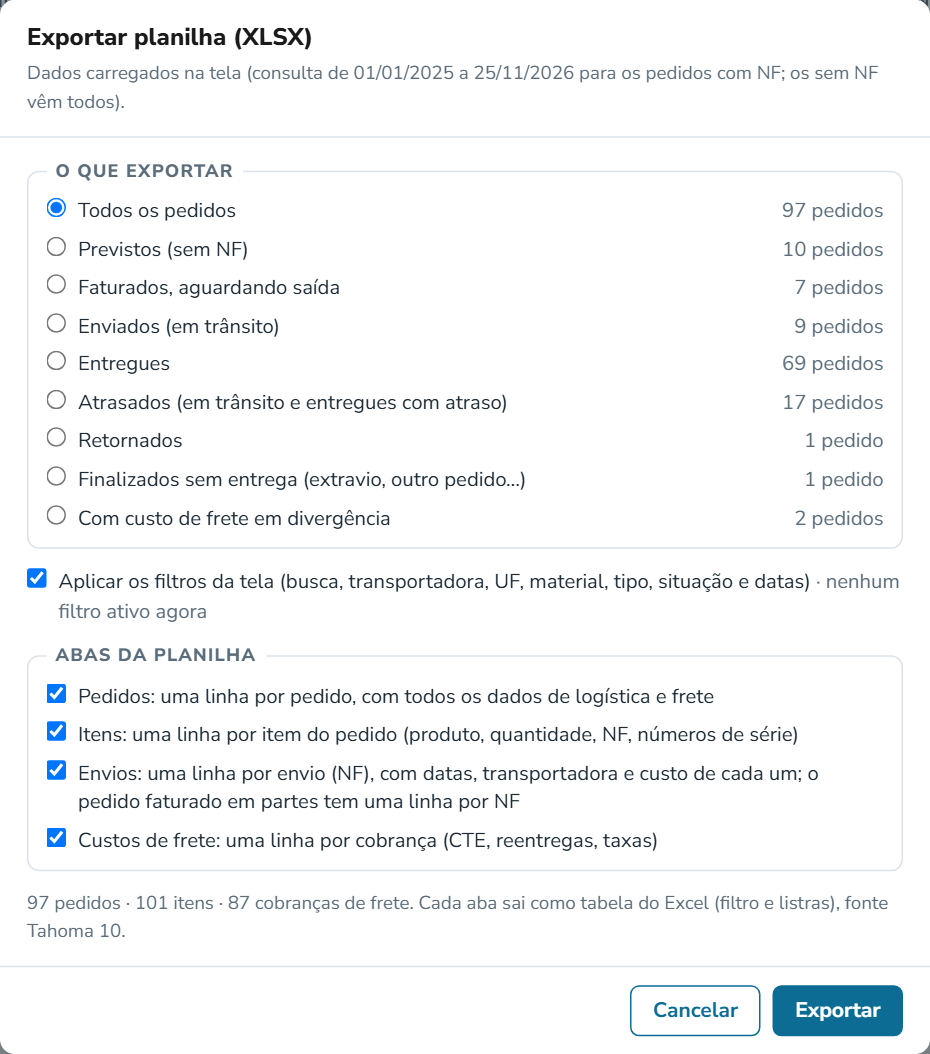 Exportar planilha (XLSX)
Dados carregados na tela (consulta de 01/01/2025 a 25/11/2026 para os pedidos com NF; os sem NF
vêm todos).
O QUE EXPORTAR
Todos os pedidos 97 pedidos
Previstos (sem NF) 10 pedidos
Faturados, aguardando saída 7 pedidos
Enviados (em trânsito) 9 pedidos
Entregues 69 pedidos
Atrasados (em trânsito e entregues com atraso) 17 pedidos
Retornados 1 pedido
Finalizados sem entrega (extravio, outro pedido...) 1 pedido
Com custo de frete em divergência 2 pedidos
Aplicar os filtros da tela (busca, transportadora, UF, material, tipo, situação e datas) · nenhum
filtro ativo agora
ABAS DA PLANILHA
Pedidos: uma linha por pedido, com todos os dados de logística e frete
Itens: uma linha por item do pedido (produto, quantidade, NF, números de série)
Envios: uma linha por envio (NF), com datas, transportadora e custo de cada um; o
pedido faturado em partes tem uma linha por NF
Custos de frete: uma linha por cobrança (CTE, reentregas, taxas)
97 pedidos · 101 itens · 87 cobranças de frete. Cada aba sai como tabela do Excel (filtro e listras), fonte
Tahoma 10.
Cancelar Exportar